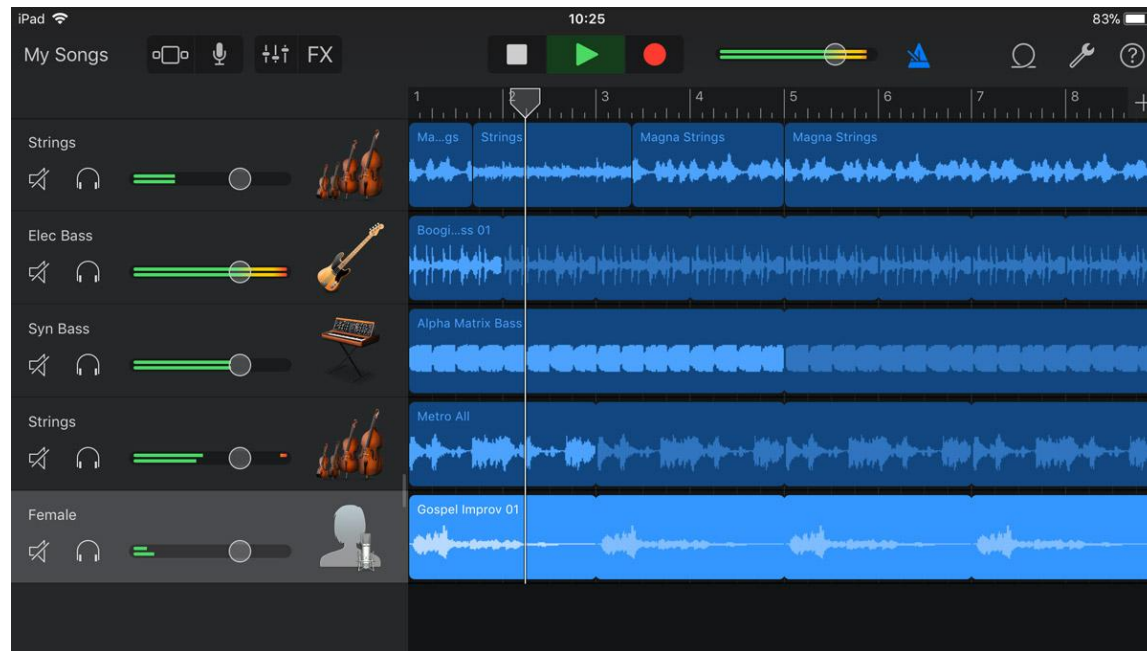 iPad 10:25 83%
My Songs FX ?
1 2 3 4 5 6 7 8 +
Strings
Ma...gs Strings Magna Strings Magna Strings
Elec Bass
Boogi...ss 01
Syn Bass
Alpha Matrix Bass
Strings
Metro All
Female
Gospel Improv 01